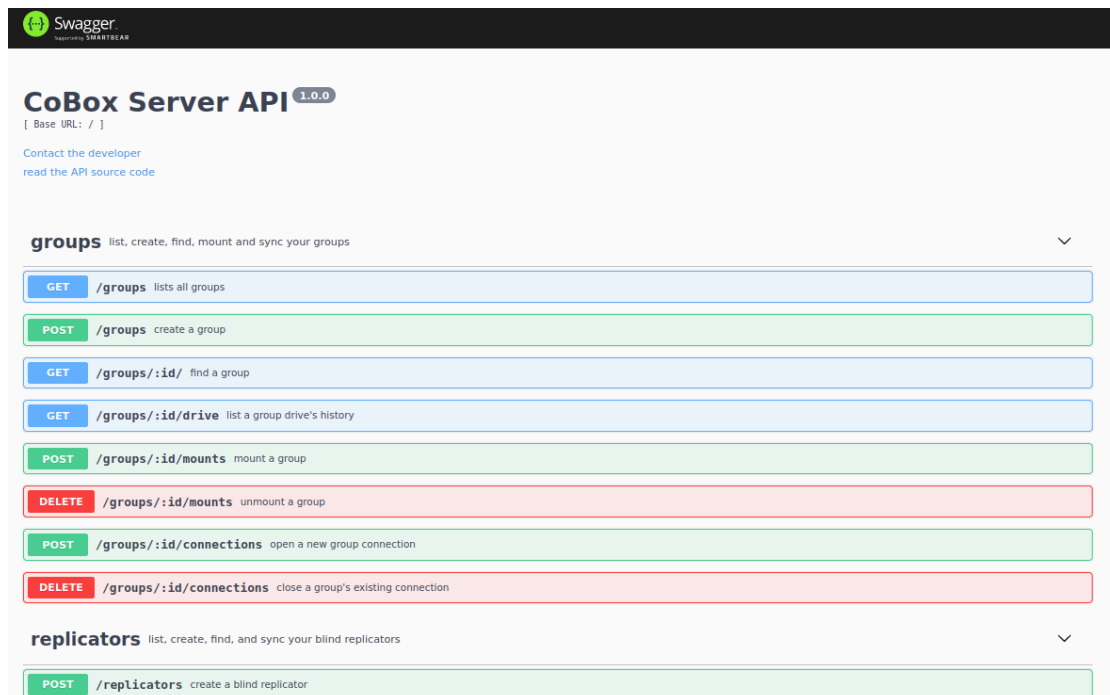 Swagger.
Supported by SMARTBEAR
CoBox Server API 1.0.0
[ Base URL: / ]
Contact the developer
read the API source code
groups list, create, find, mount and sync your groups
GET /groups lists all groups
POST /groups create a group
GET /groups/:id/ find a group
GET /groups/:id/drive list a group drive's history
POST /groups/:id/mounts mount a group
DELETE /groups/:id/mounts unmount a group
POST /groups/:id/connections open a new group connection
DELETE /groups/:id/connections close a group's existing connection
replicators list, create, find, and sync your blind replicators
POST /replicators create a blind replicator